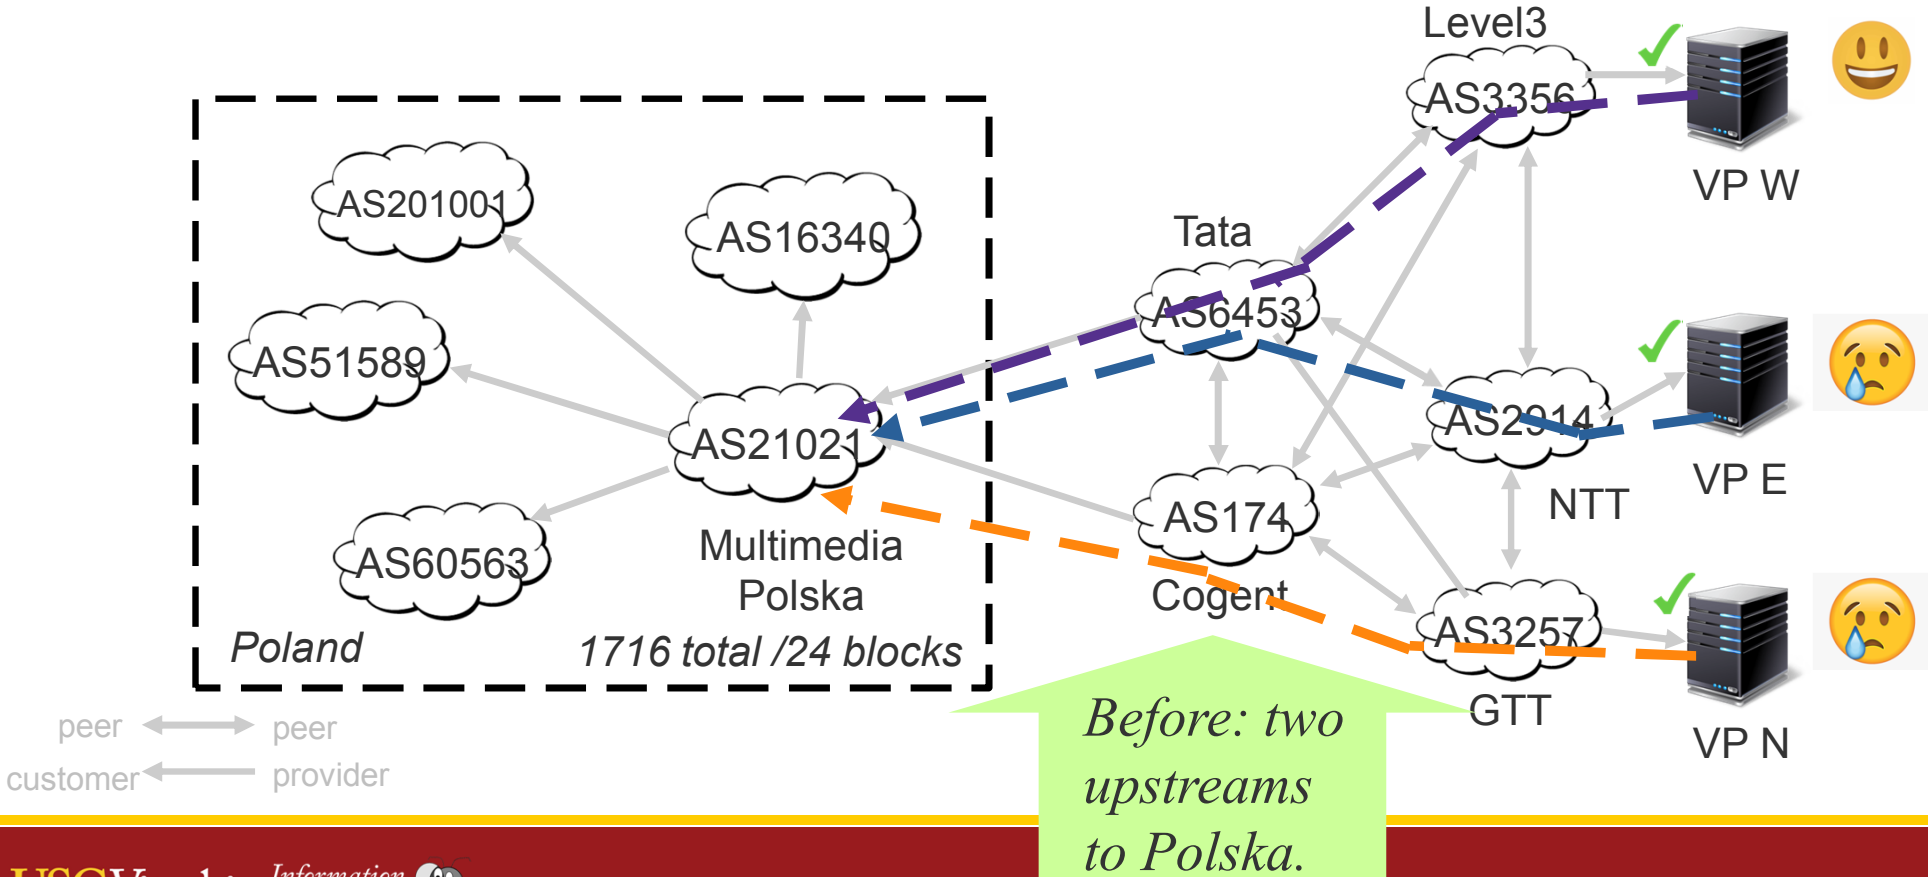 Level3
AS3356
VP W
AS201001
AS16340
Tata
AS6453
AS51589
AS21021
AS2914
NTT
VP E
AS174
Cogent
AS60563
Multimedia
Polska
1716 total /24 blocks
Poland
AS3257
GTT
VP N
peer
peer
customer
provider
Before: two
upstreams
to Polska.
Information